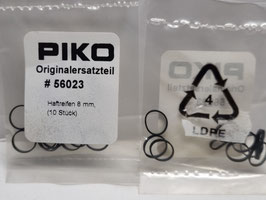 PIKO
Originalersatzteil
# 56023
Haftreifen 8 mm,
(10 Stück)
4
LDPE